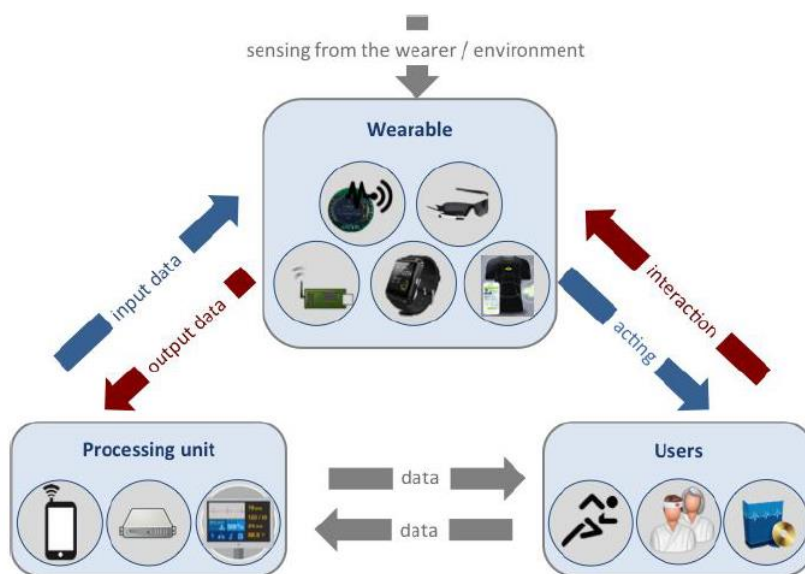 sensing from the wearer / environment
Wearable
input data
output data
interaction
acting
Processing unit
Users
data
data